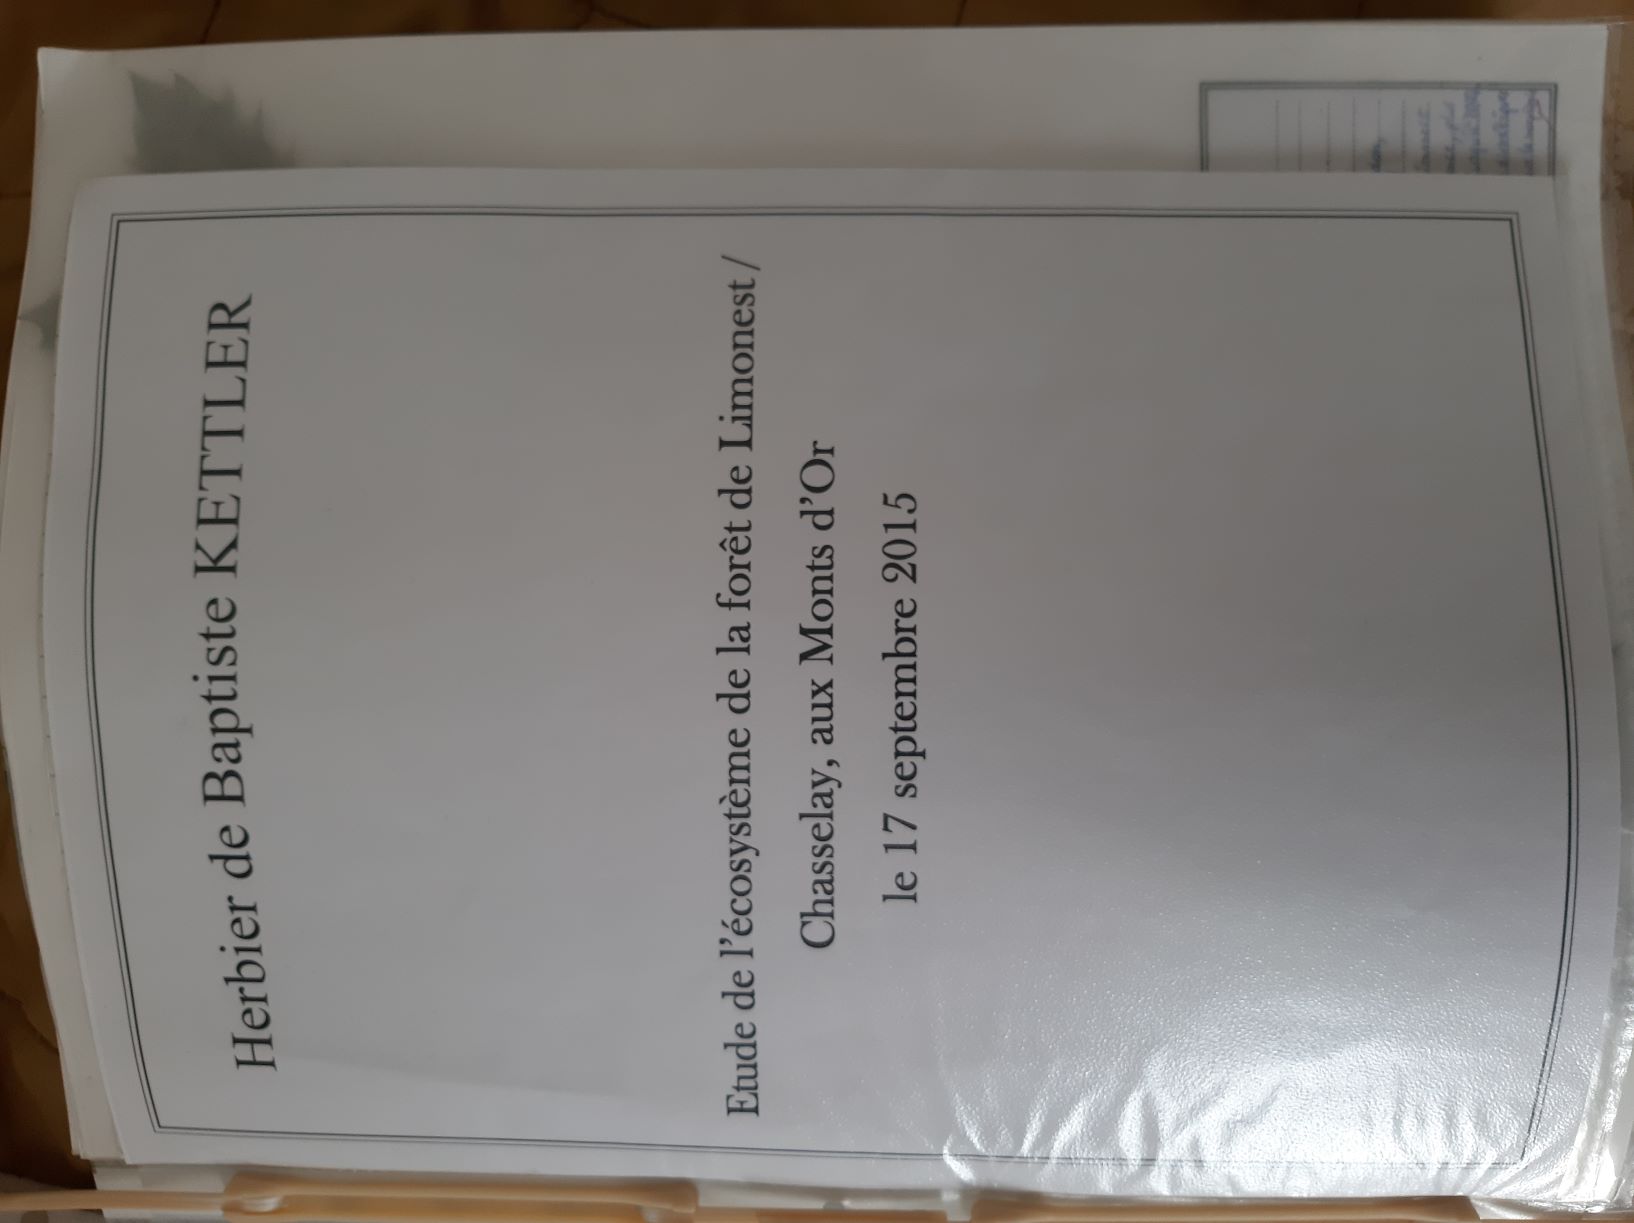 Herbier de Baptiste KETTLER
Etude de l'écosystème de la forêt de Limonest /
Chasselay, aux Monts d'Or
le 17 septembre 2015